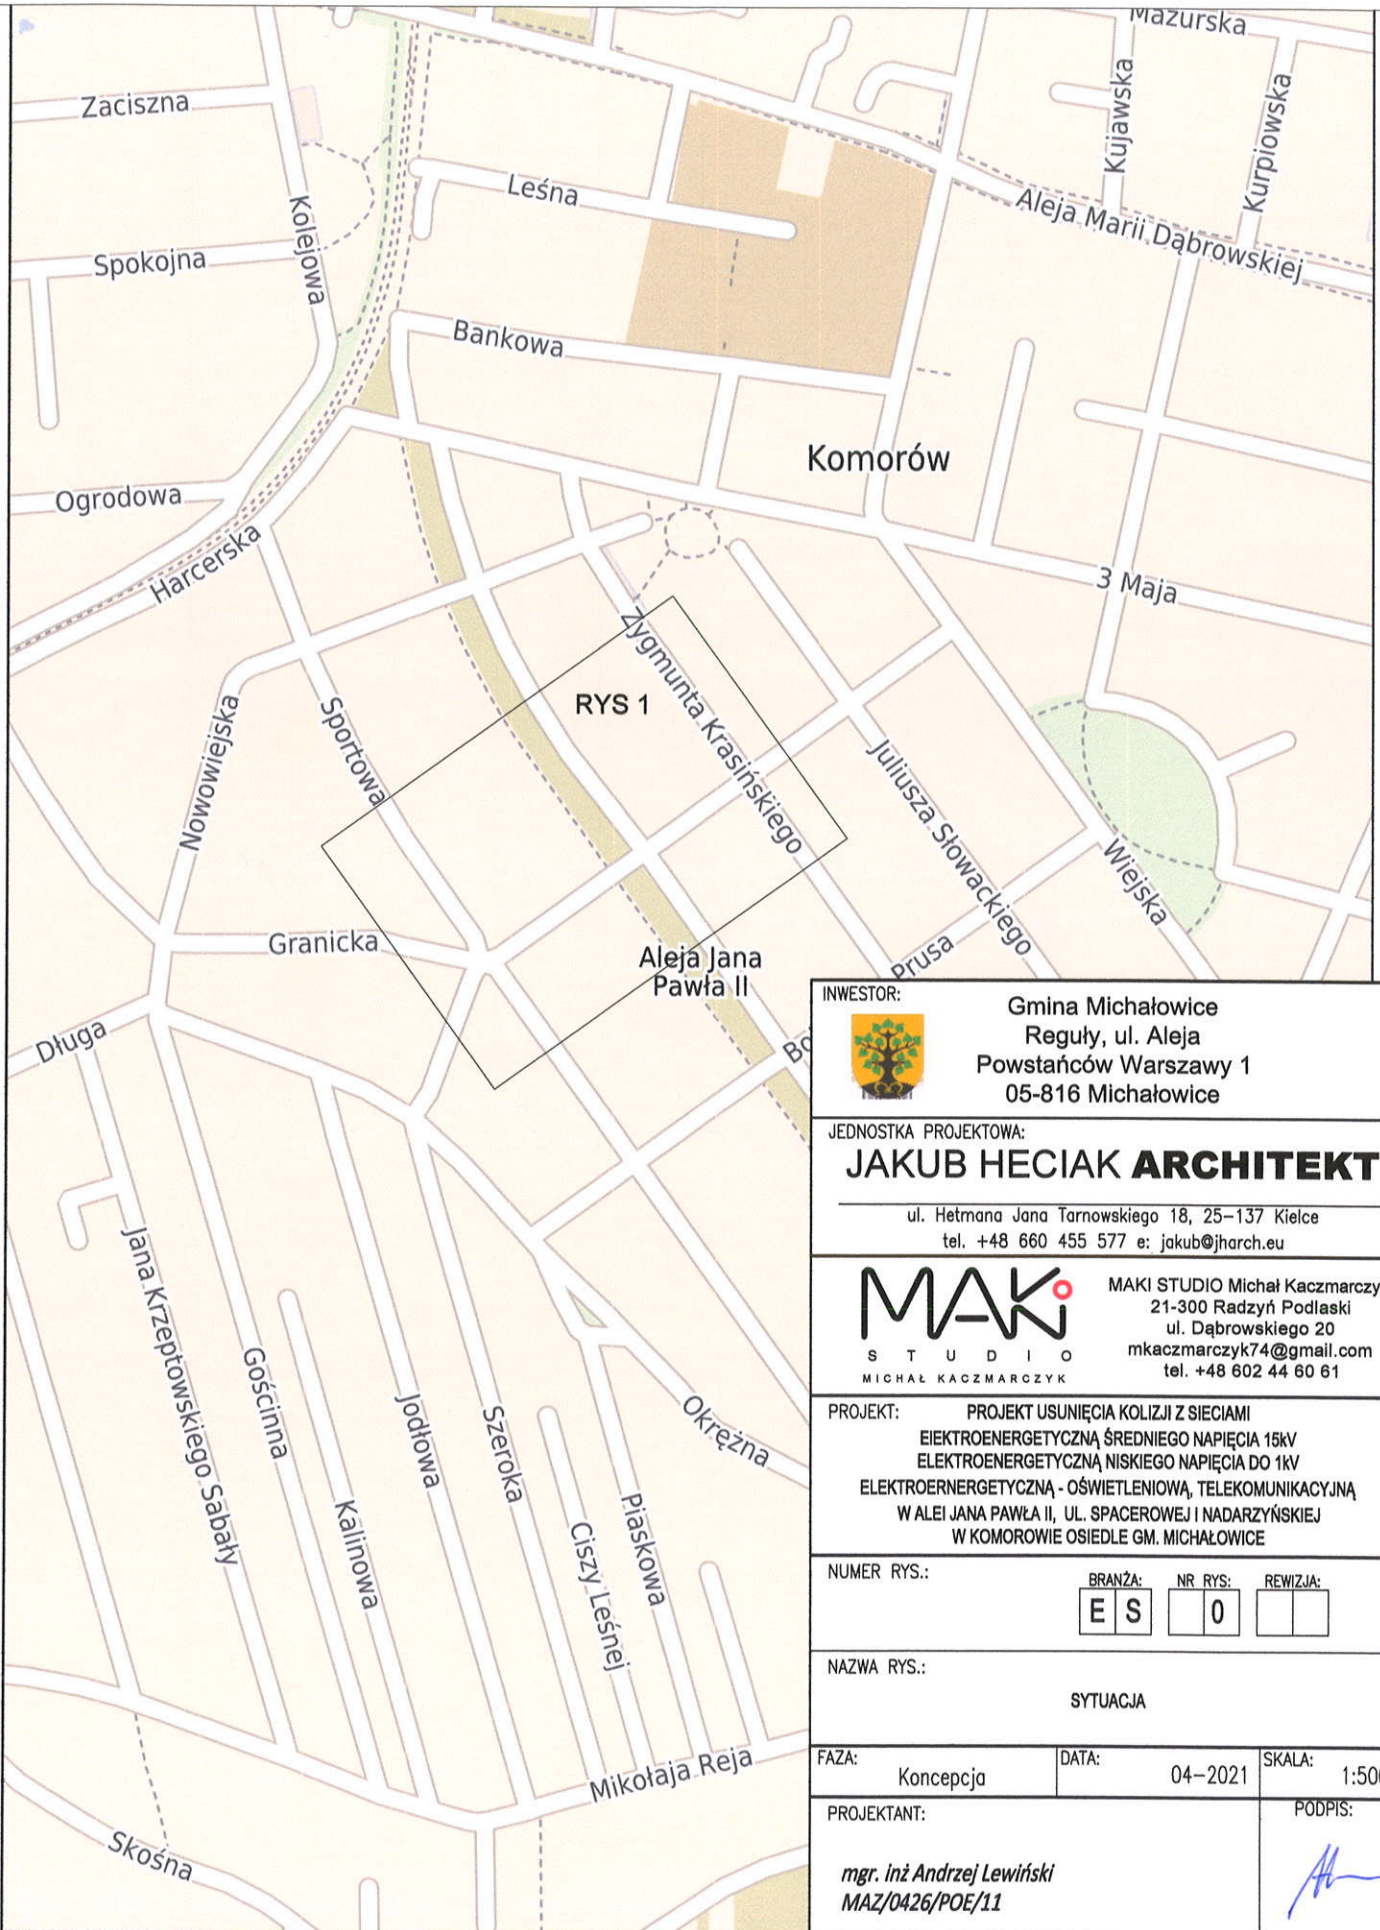 Mazurska
Zaciszna
Kujawska
Kurpiowska
Leśna
Aleja Marii Dąbrowskiej
Kolejowa
Spokojna
Bankowa
Komorów
Ogrodowa
Harcerska
3 Maja
Zygmunta Krasińskiego
RYS 1
Sportowa
Nowowiejska
Juliusza Słowackiego
Wiejska
Granicka
Aleja Jana
Pawła II
Prusa
Bo
Długa
Jana Krzeptowskiego Sabały
Gościnna
Kalinowa
Jodłowa
Szeroka
Okrężna
Ciszy Leśnej
Piaskowa
Mikołaja Reja
Skośna
INWESTOR:
Gmina Michałowice
Reguły, ul. Aleja
Powstańców Warszawy 1
05-816 Michałowice
JEDNOSTKA PROJEKTOWA:
JAKUB HECIAK ARCHITEKT
ul. Hetmana Jana Tarnowskiego 18, 25-137 Kielce
tel. +48 660 455 577 e: jakub@jharch.eu
MAKi
STUDIO
MICHAŁ KACZMARCZYK
MAKI STUDIO Michał Kaczmarczy
21-300 Radzyń Podlaski
ul. Dąbrowskiego 20
mkaczmarczyk74@gmail.com
tel. +48 602 44 60 61
PROJEKT:
PROJEKT USUNIĘCIA KOLIZJI Z SIECIAMI
EIEKTROENERGETYCZNĄ ŚREDNIEGO NAPIĘCIA 15kV
ELEKTROENERGETYCZNĄ NISKIEGO NAPIĘCIA DO 1kV
ELEKTROERNERGETYCZNĄ - OŚWIETLENIOWĄ, TELEKOMUNIKACYJNĄ
W ALEI JANA PAWŁA II, UL. SPACEROWEJ I NADARZYŃSKIEJ
W KOMOROWIE OSIEDLE GM. MICHAŁOWICE
NUMER RYS.:
BRANŻA: NR RYS: REWIZJA:
E S 0
NAZWA RYS.:
SYTUACJA
FAZA: Koncepcja
DATA: 04-2021
SKALA: 1:500
PROJEKTANT:
PODPIS:
mgr. inż Andrzej Lewiński
MAZ/0426/POE/11